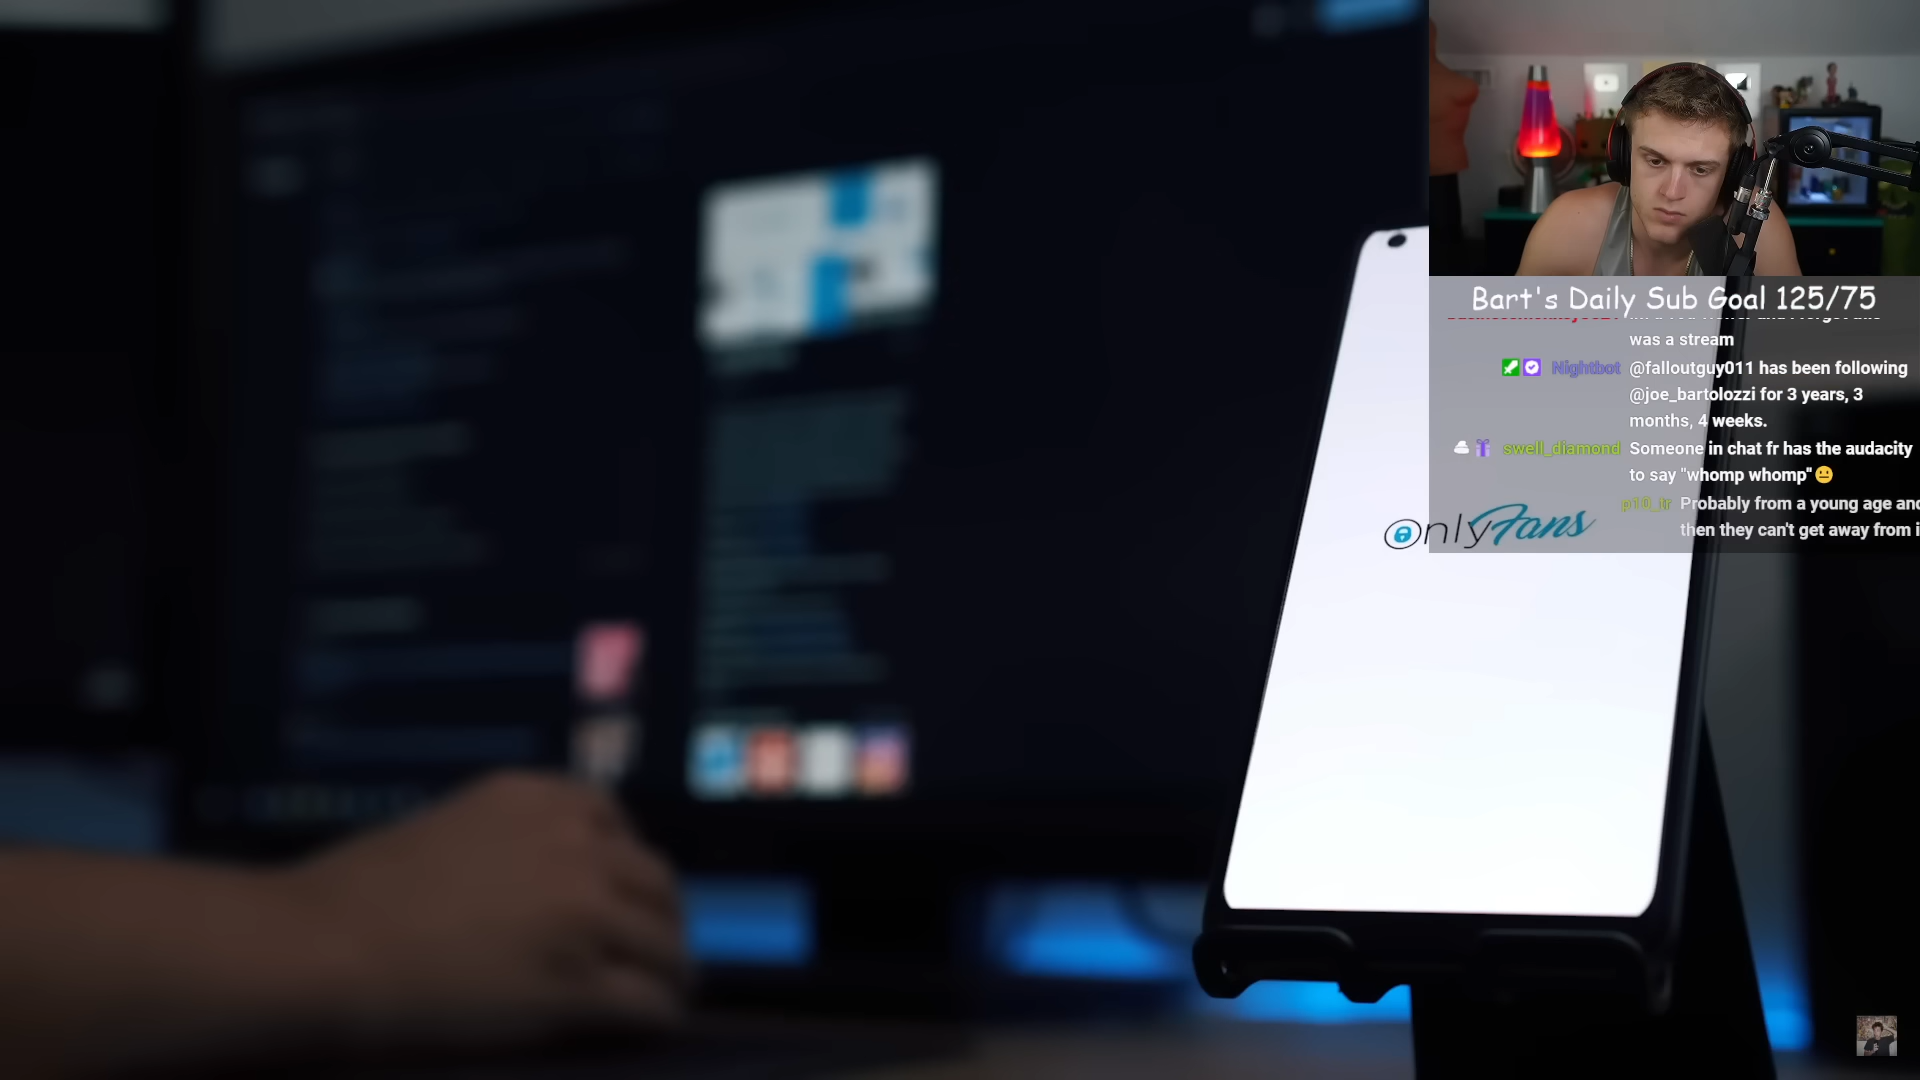 Bart's Daily Sub Goal 125/75
was a stream
Nightbot @falloutguy011 has been following
@joe_bartolozzi for 3 years, 3
months, 4 weeks.
swell_diamond Someone in chat fr has the audacity
to say "whomp whomp"😐
p10_tr Probably from a young age and
then they can't get away from i
OnlyFans